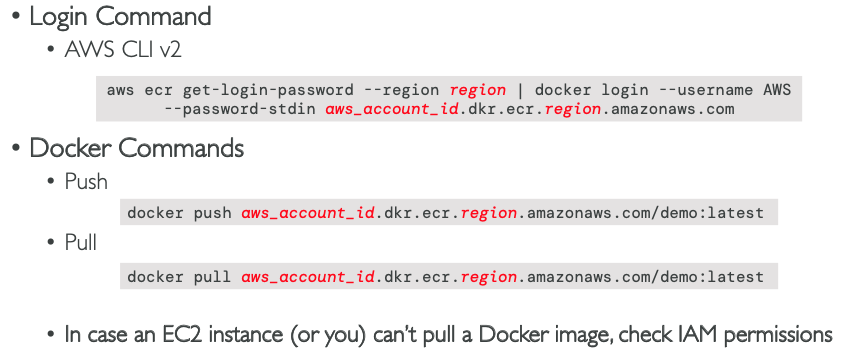 • Login Command
• AWS CLI v2
aws ecr get-login-password --region region | docker login --username AWS
--password-stdin aws_account_id.dkr.ecr.region.amazonaws.com
• Docker Commands
• Push
docker push aws_account_id.dkr.ecr.region.amazonaws.com/demo:latest
• Pull
docker pull aws_account_id.dkr.ecr.region.amazonaws.com/demo:latest
• In case an EC2 instance (or you) can’t pull a Docker image, check IAM permissions